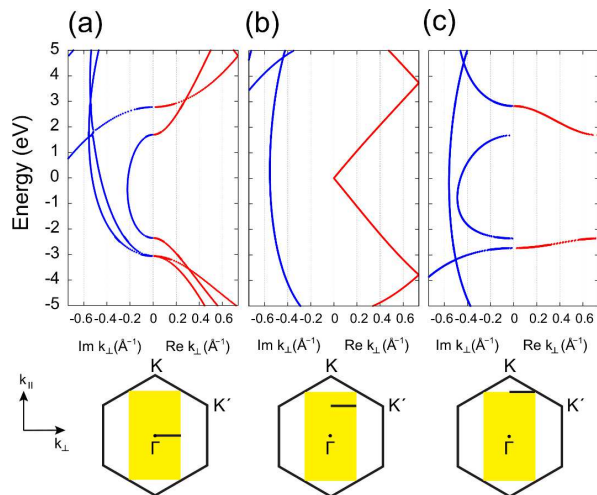 (a) (b) (c)
Energy (eV)
5
4
3
2
1
0
-1
-2
-3
-4
-5
-0.6 -0.4 -0.2 0 0.2 0.4 0.6
-0.6 -0.4 -0.2 0 0.2 0.4 0.6
-0.6 -0.4 -0.2 0 0.2 0.4 0.6
Im k⊥(Å⁻¹) Re k⊥(Å⁻¹) Im k⊥(Å⁻¹) Re k⊥(Å⁻¹) Im k⊥(Å⁻¹) Re k⊥(Å⁻¹)
K K K
k|| K´ K´ K´
k⊥ Γ Γ Γ